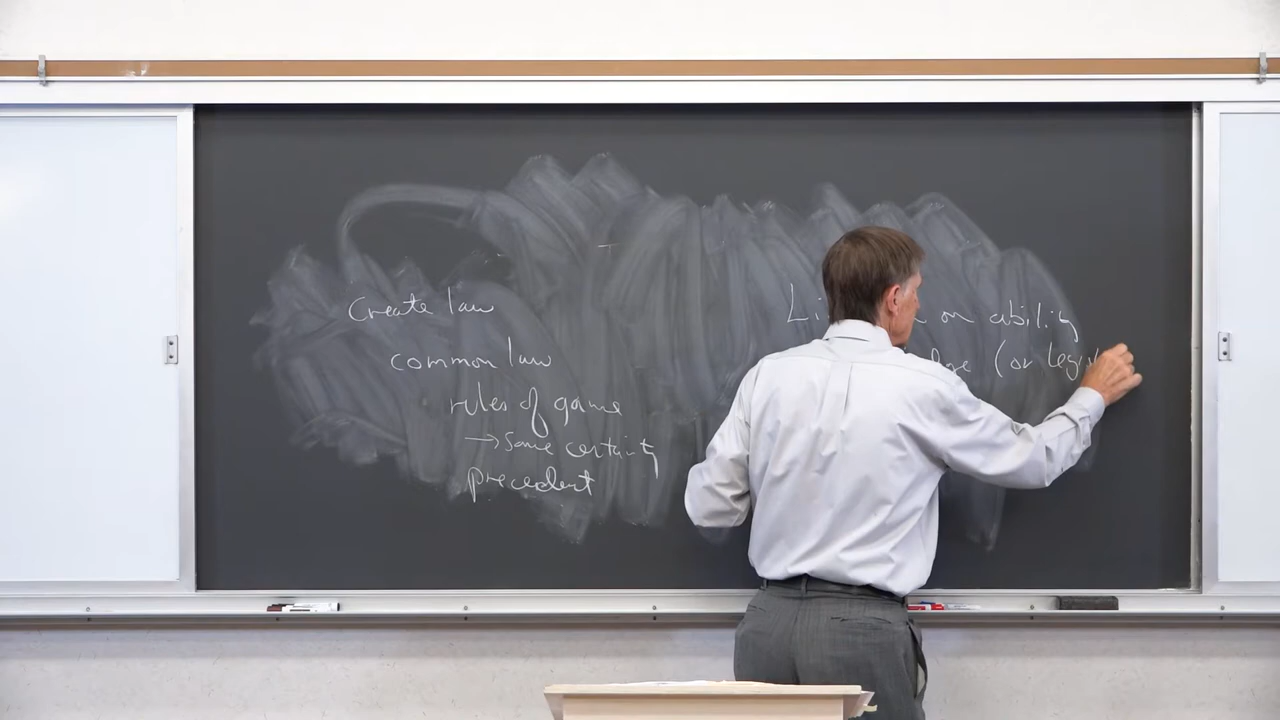 Create law
common law
rules of game
→ Some certainty
precedent
on ability
(or legis